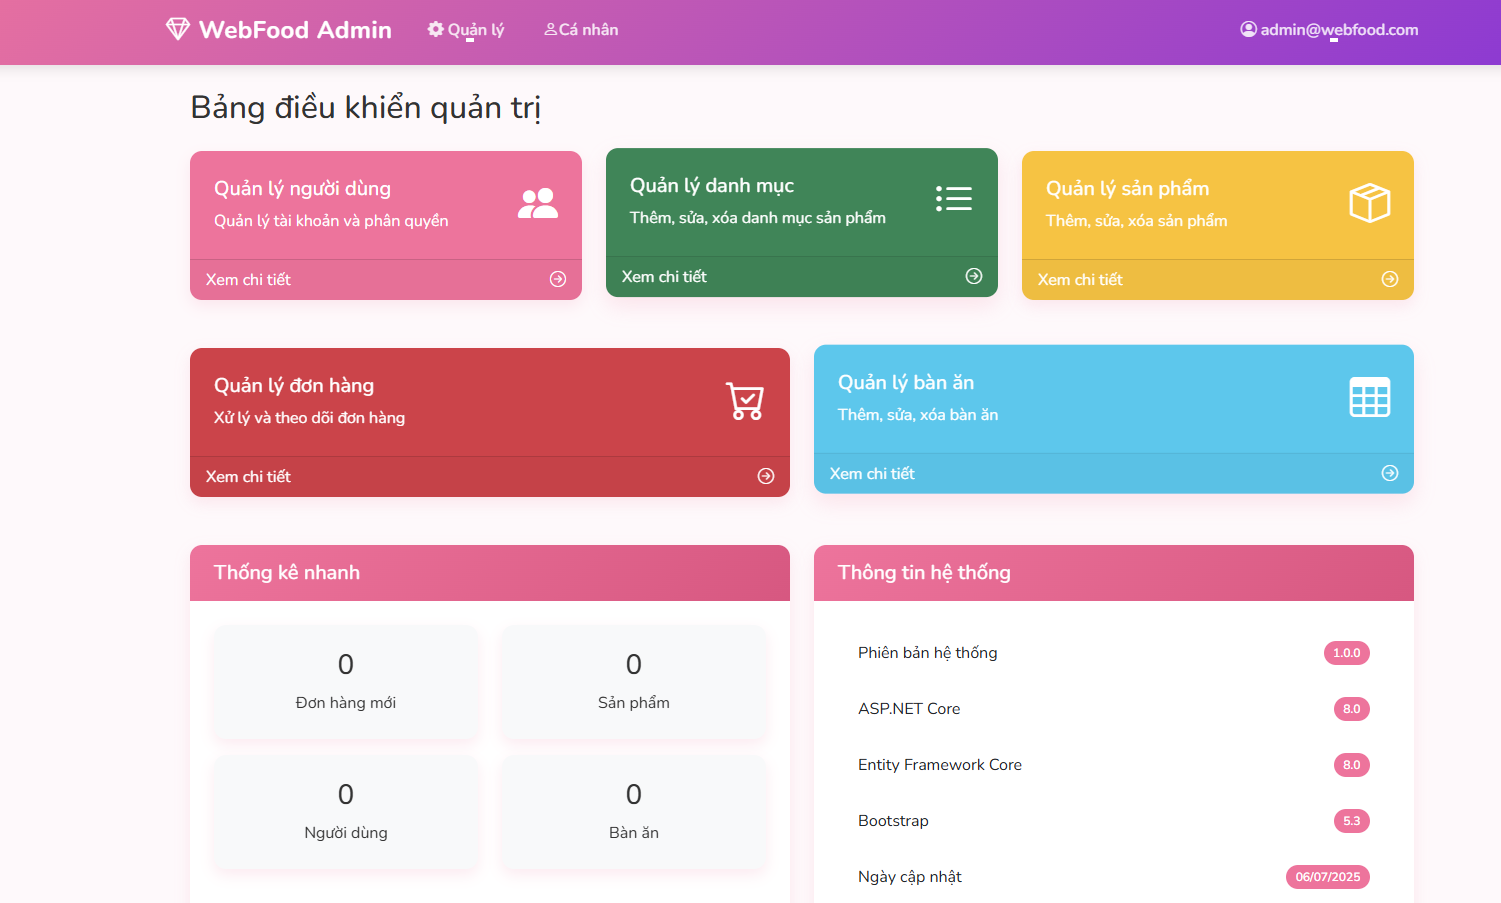 WebFood Admin Quản lý Cá nhân admin@webfood.com
Bảng điều khiển quản trị
Quản lý người dùng
Quản lý tài khoản và phân quyền
Xem chi tiết
Quản lý danh mục
Thêm, sửa, xóa danh mục sản phẩm
Xem chi tiết
Quản lý sản phẩm
Thêm, sửa, xóa sản phẩm
Xem chi tiết
Quản lý đơn hàng
Xử lý và theo dõi đơn hàng
Xem chi tiết
Quản lý bàn ăn
Thêm, sửa, xóa bàn ăn
Xem chi tiết
Thống kê nhanh
0
Đơn hàng mới
0
Sản phẩm
0
Người dùng
0
Bàn ăn
Thông tin hệ thống
Phiên bản hệ thống 1.0.0
ASP.NET Core 8.0
Entity Framework Core 8.0
Bootstrap 5.3
Ngày cập nhật 06/07/2025